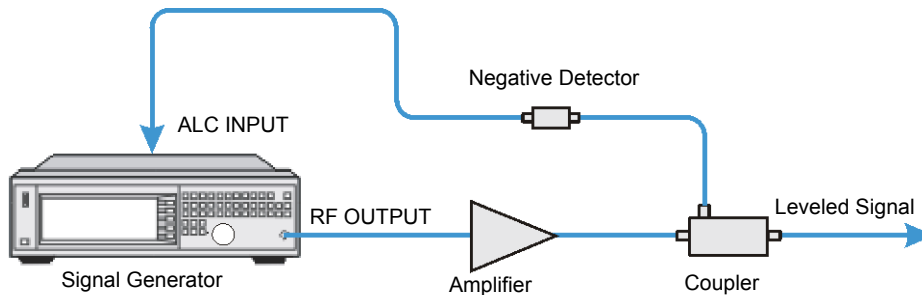 Negative Detector
ALC INPUT
RF OUTPUT
Leveled Signal
Signal Generator
Amplifier
Coupler